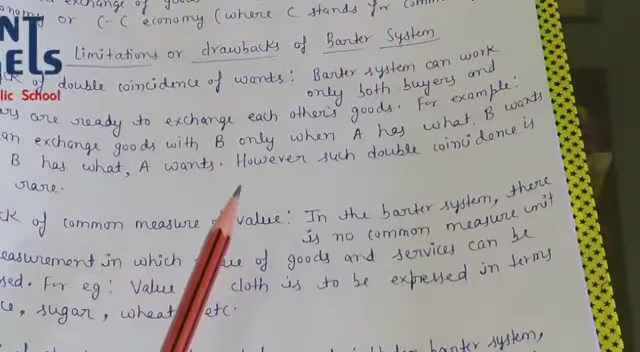 exchange of goods
or C-C economy (where C stands for
NT
Limitations or drawbacks of Barter System
of double coincidence of wants: Barter system can work
only both buyers and
are ready to exchange each other's goods. For example:
exchange goods with B only when A has what, B wants
B has what, A wants. However such double coincidence is
rare.
of common measure value: In the barter system, there
is no common measure unit
measurement in which of goods and services can be
For eg: Value cloth is to be expressed in terms
sugar, wheat etc.
barter system,
GELS
lic School